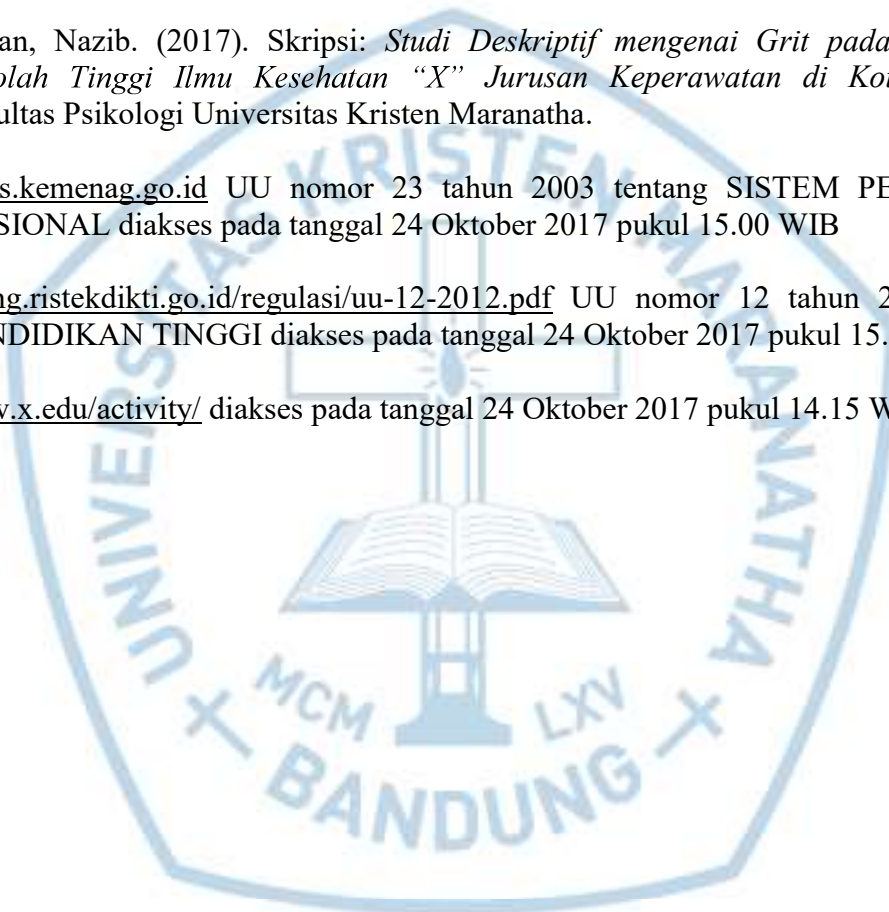 an, Nazib. (2017). Skripsi: Studi Deskriptif mengenai Grit pada
olah Tinggi Ilmu Kesehatan “X” Jurusan Keperawatan di Ko
ultas Psikologi Universitas Kristen Maranatha.
s.kemenag.go.id UU nomor 23 tahun 2003 tentang SISTEM PE
SIONAL diakses pada tanggal 24 Oktober 2017 pukul 15.00 WIB
ng.ristekdikti.go.id/regulasi/uu-12-2012.pdf UU nomor 12 tahun 2
NDIDIKAN TINGGI diakses pada tanggal 24 Oktober 2017 pukul 15.
.x.edu/activity/ diakses pada tanggal 24 Oktober 2017 pukul 14.15 W
UNIVERSITAS KRISTEN MARANATHA
MCM LXV
BANDUNG